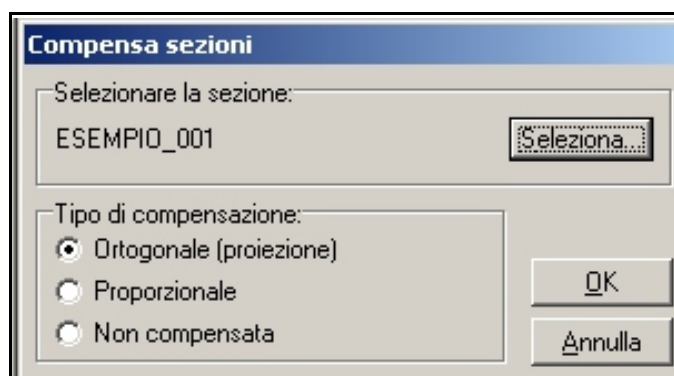 Compensa sezioni
Selezionare la sezione:
ESEMPIO_001
Seleziona...
Tipo di compensazione:
Ortogonale (proiezione)
Proporzionale
Non compensata
OK
Annulla